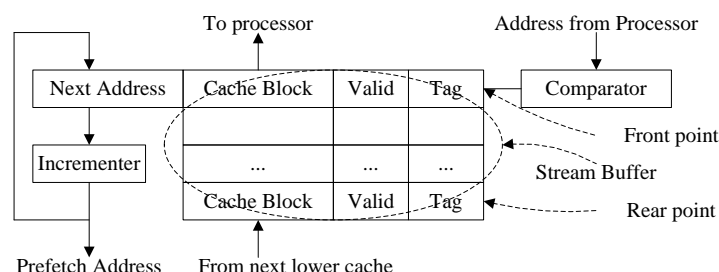 To processor
Address from Processor
Next Address
Cache Block
Valid
Tag
Comparator
Front point
Incrementer
...
...
...
Stream Buffer
Cache Block
Valid
Tag
Rear point
Prefetch Address
From next lower cache